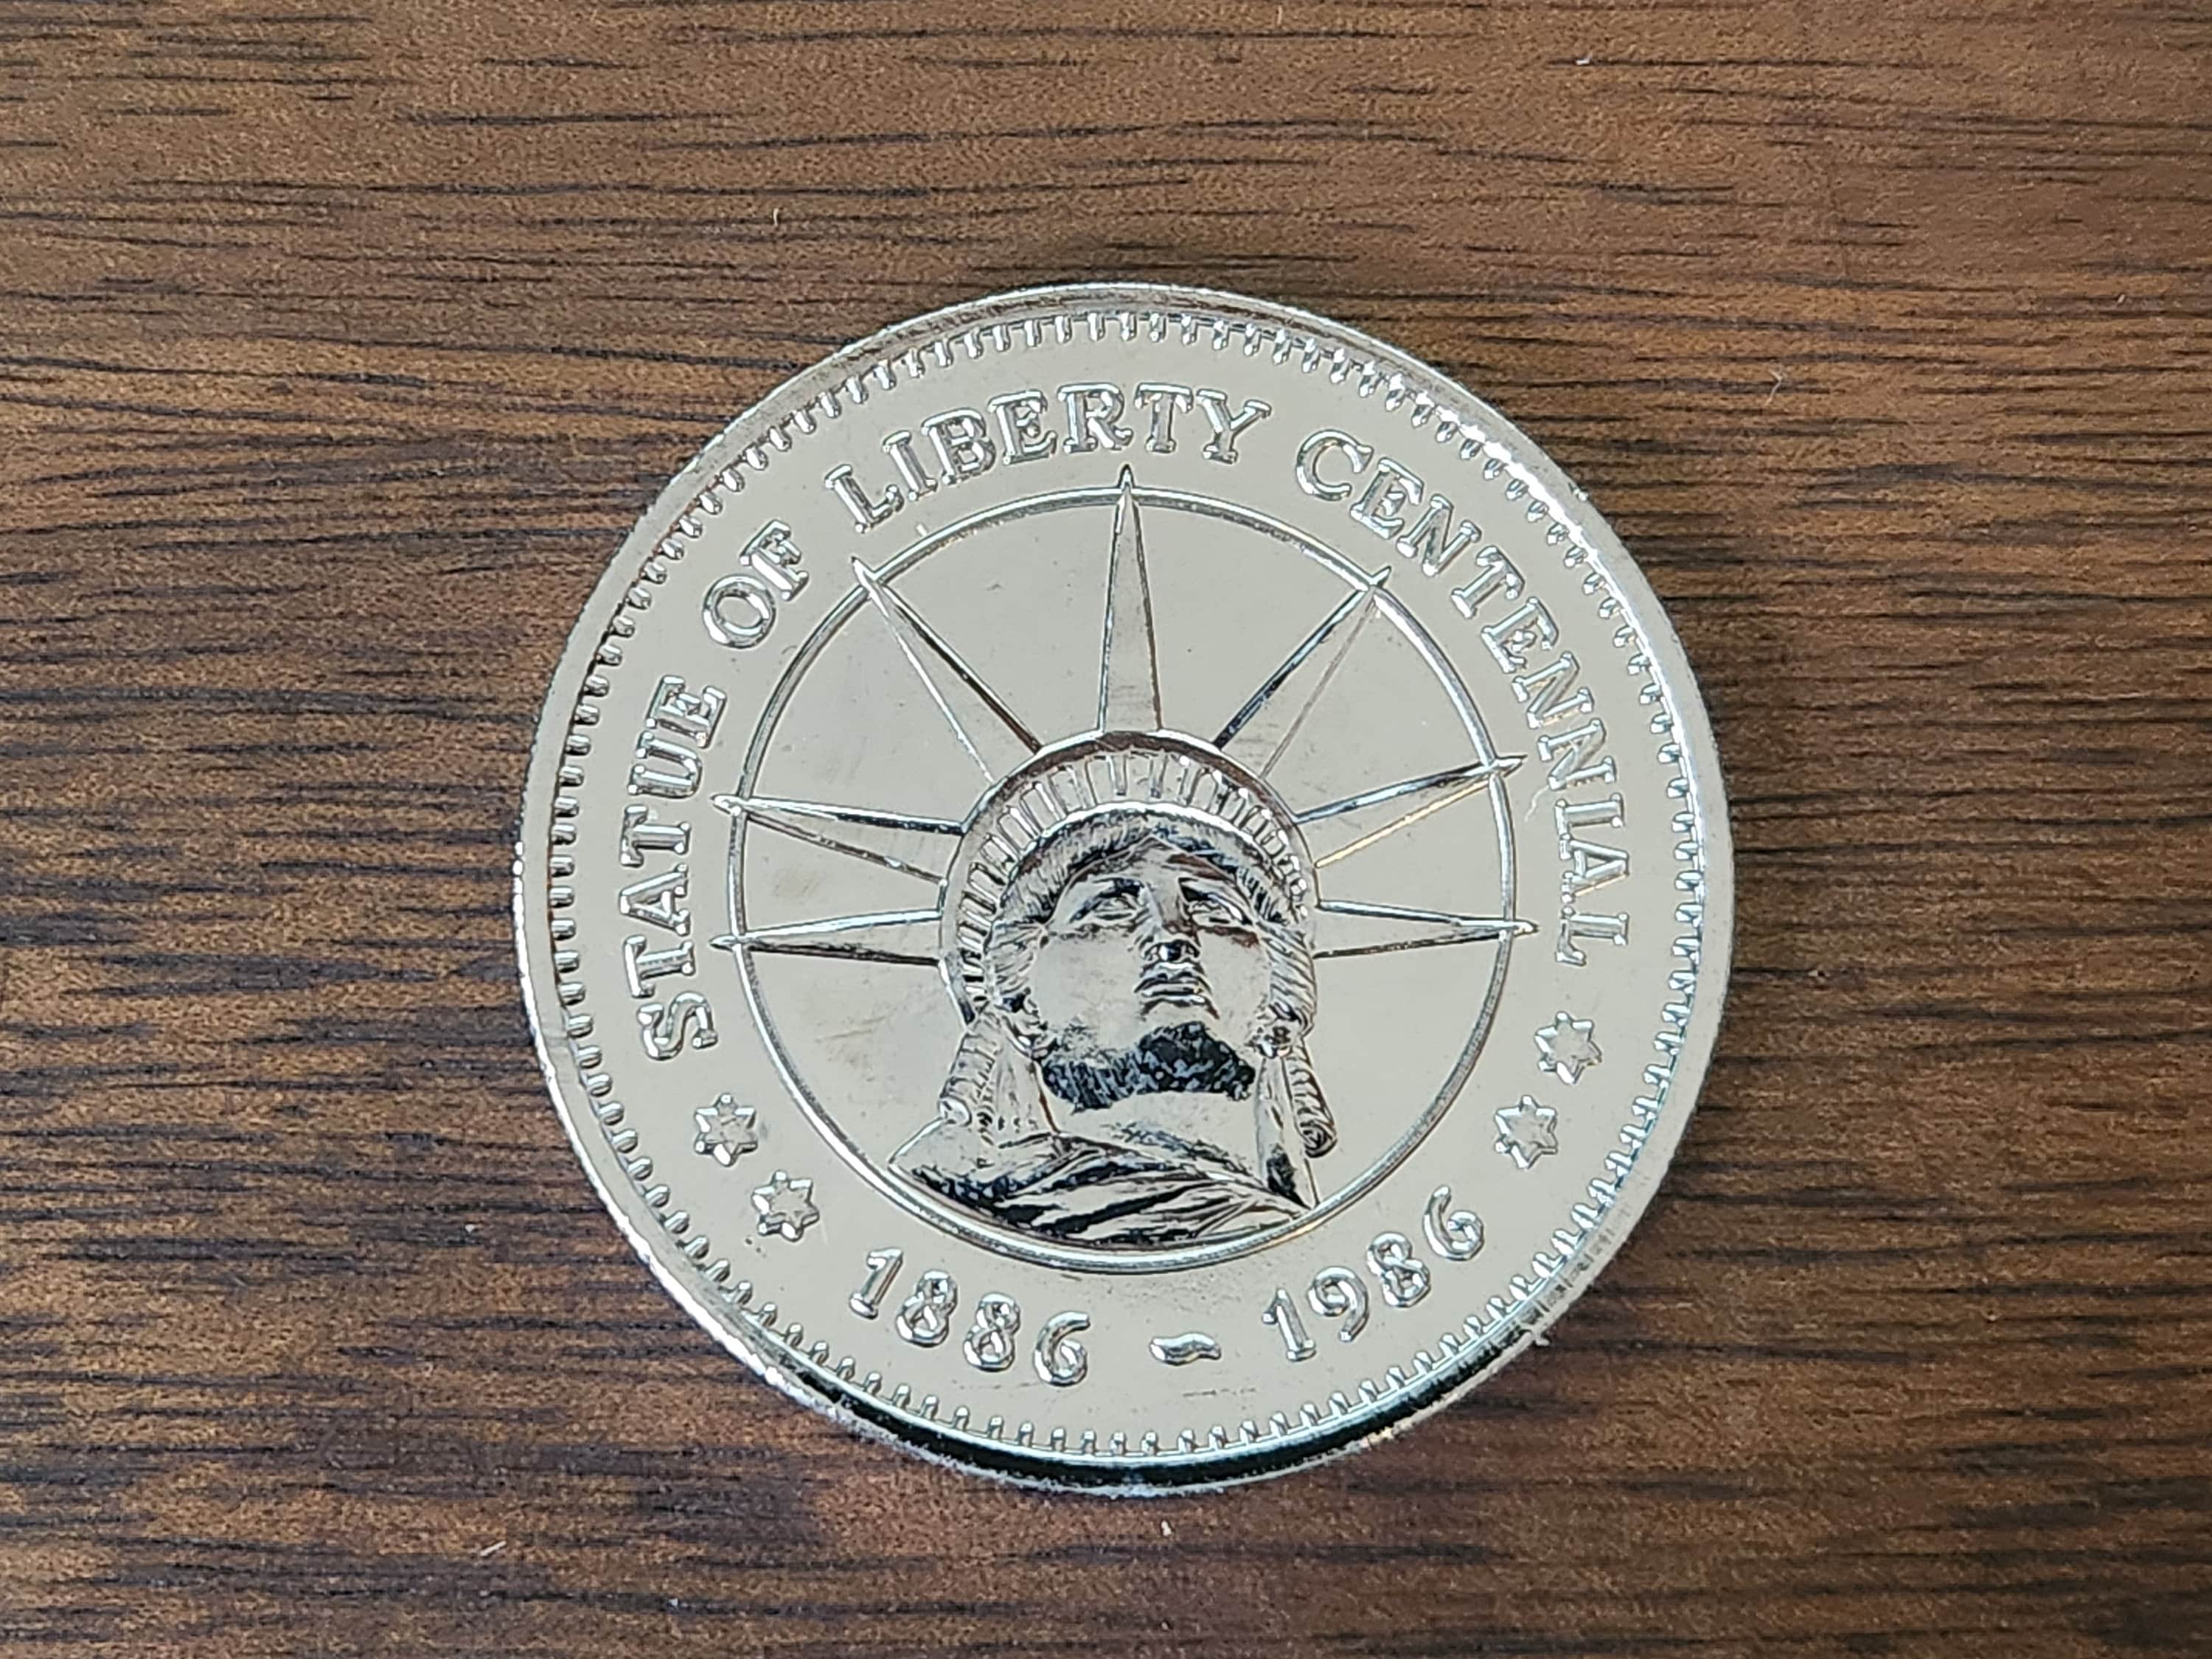 STATUE OF LIBERTY CENTENNIAL
1886 - 1986